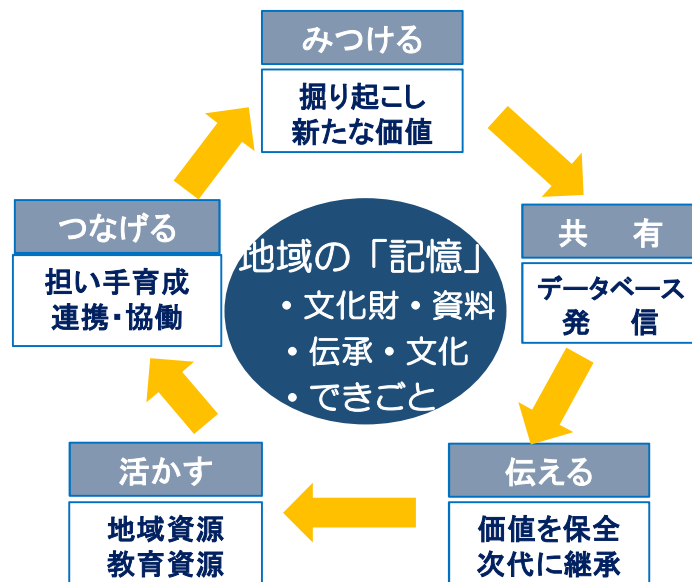 みつける
掘り起こし
新たな価値
共　有
データベース
発　信
伝える
価値を保全
次代に継承
活かす
地域資源
教育資源
つなげる
担い手育成
連携・協働
地域の「記憶」
・文化財・資料
・伝承・文化
・できごと